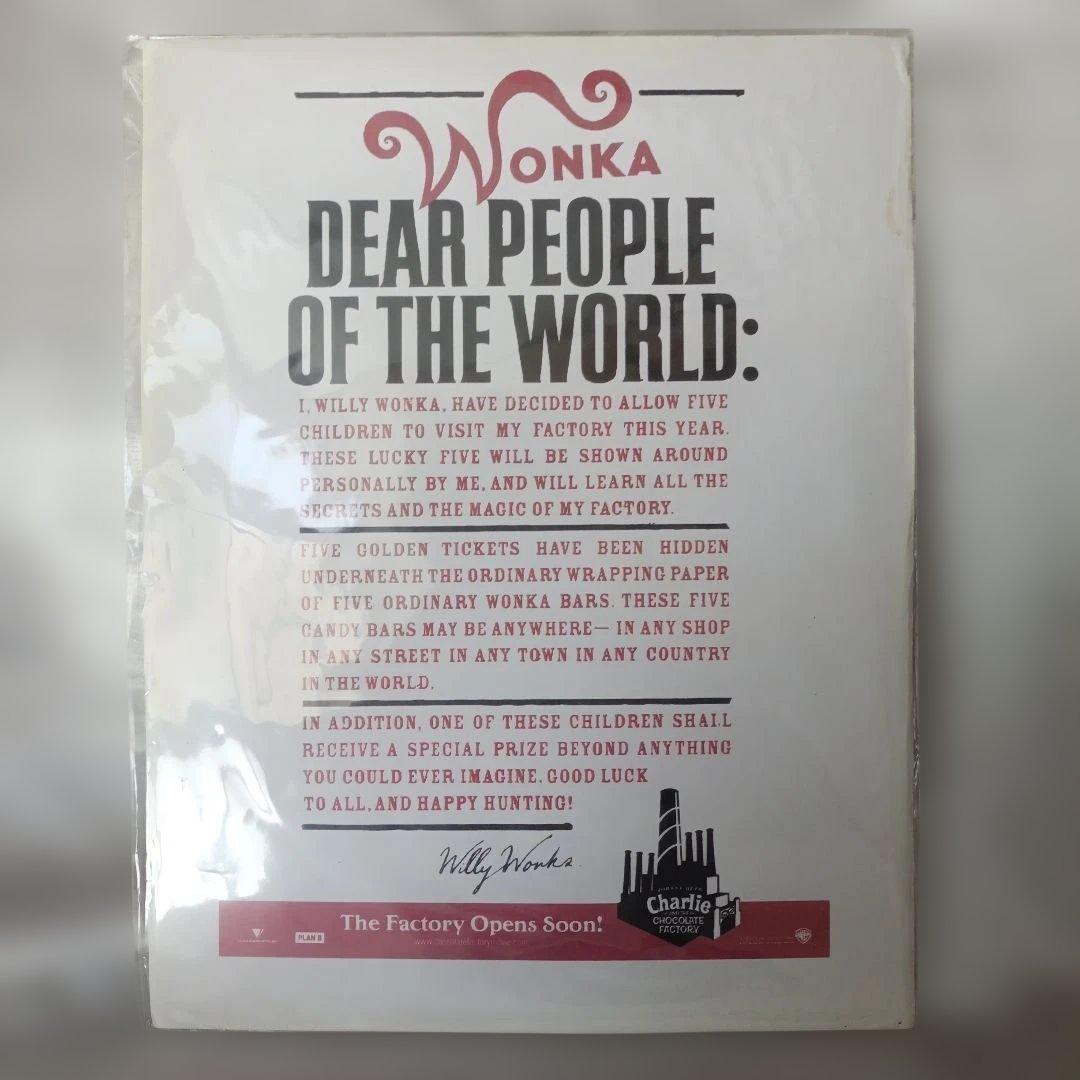 WONKA
DEAR PEOPLE
OF THE WORLD:
I, WILLY WONKA, HAVE DECIDED TO ALLOW FIVE
CHILDREN TO VISIT MY FACTORY THIS YEAR.
THESE LUCKY FIVE WILL BE SHOWN AROUND
PERSONALLY BY ME, AND WILL LEARN ALL THE
SECRETS AND THE MAGIC OF MY FACTORY.
FIVE GOLDEN TICKETS HAVE BEEN HIDDEN
UNDERNEATH THE ORDINARY WRAPPING PAPER
OF FIVE ORDINARY WONKA BARS. THESE FIVE
CANDY BARS MAY BE ANYWHERE— IN ANY SHOP
IN ANY STREET IN ANY TOWN IN ANY COUNTRY
IN THE WORLD.
IN ADDITION, ONE OF THESE CHILDREN SHALL
RECEIVE A SPECIAL PRIZE BEYOND ANYTHING
YOU COULD EVER IMAGINE. GOOD LUCK
TO ALL, AND HAPPY HUNTING!
Willy Wonka
JOHNNY DEPP
Charlie
AND THE
CHOCOLATE
FACTORY
The Factory Opens Soon!
PLAN B